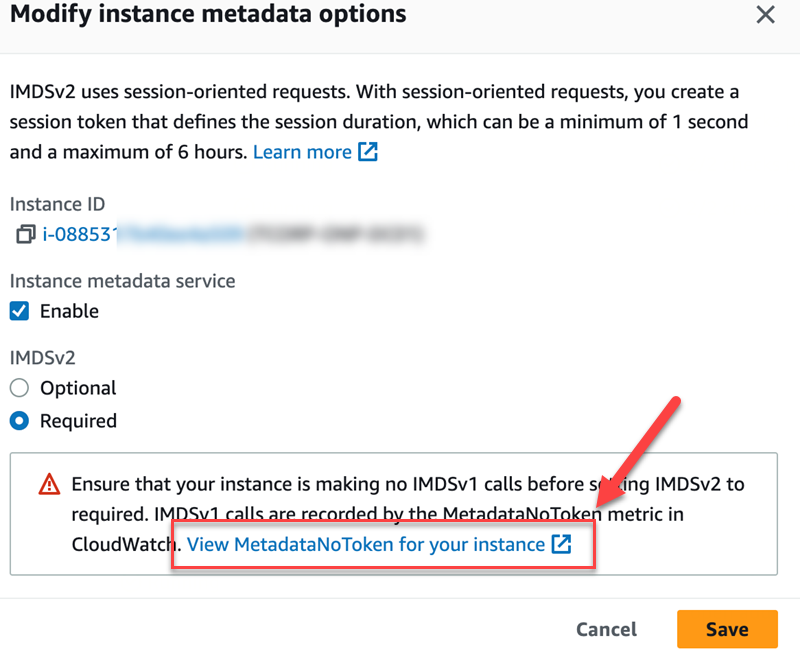 Modify instance metadata options
IMDSv2 uses session-oriented requests. With session-oriented requests, you create a
session token that defines the session duration, which can be a minimum of 1 second
and a maximum of 6 hours. Learn more
Instance ID
i-08853
Instance metadata service
Enable
IMDSv2
Optional
Required
Ensure that your instance is making no IMDSv1 calls before setting IMDSv2 to
required. IMDSv1 calls are recorded by the MetadataNoToken metric in
CloudWatch. View MetadataNoToken for your instance
Cancel
Save